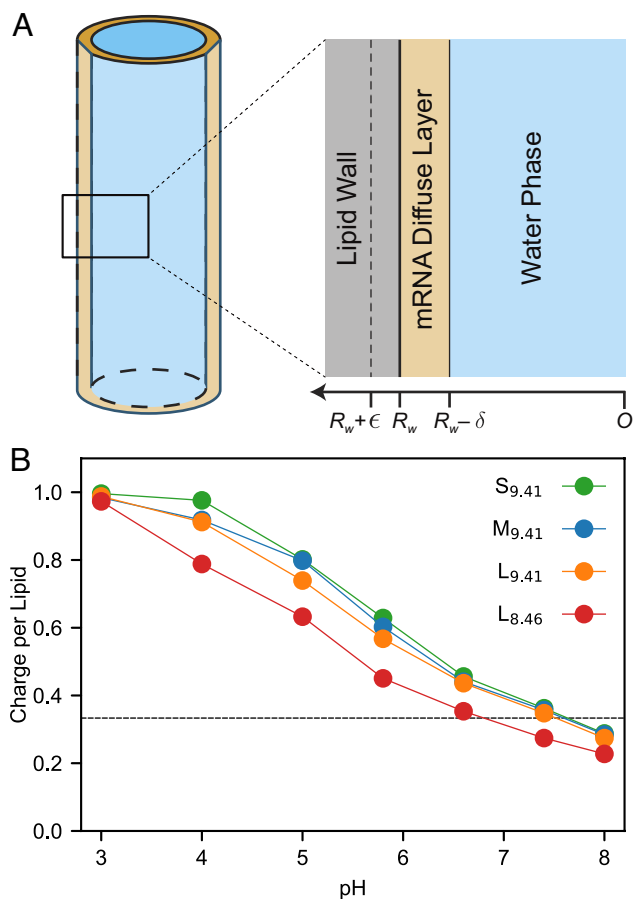 A
Lipid Wall
mRNA Diffuse Layer
Water Phase
R_w + ϵ R_w R_w − δ O
B
S_9.41
M_9.41
L_9.41
L_8.46
Charge per Lipid
1.0
0.8
0.6
0.4
0.2
0.0
3 4 5 6 7 8
pH